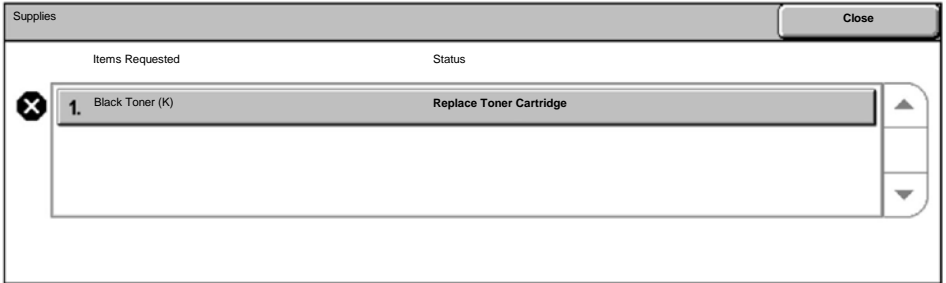 Supplies
Close
Items Requested Status
1. Black Toner (K) Replace Toner Cartridge